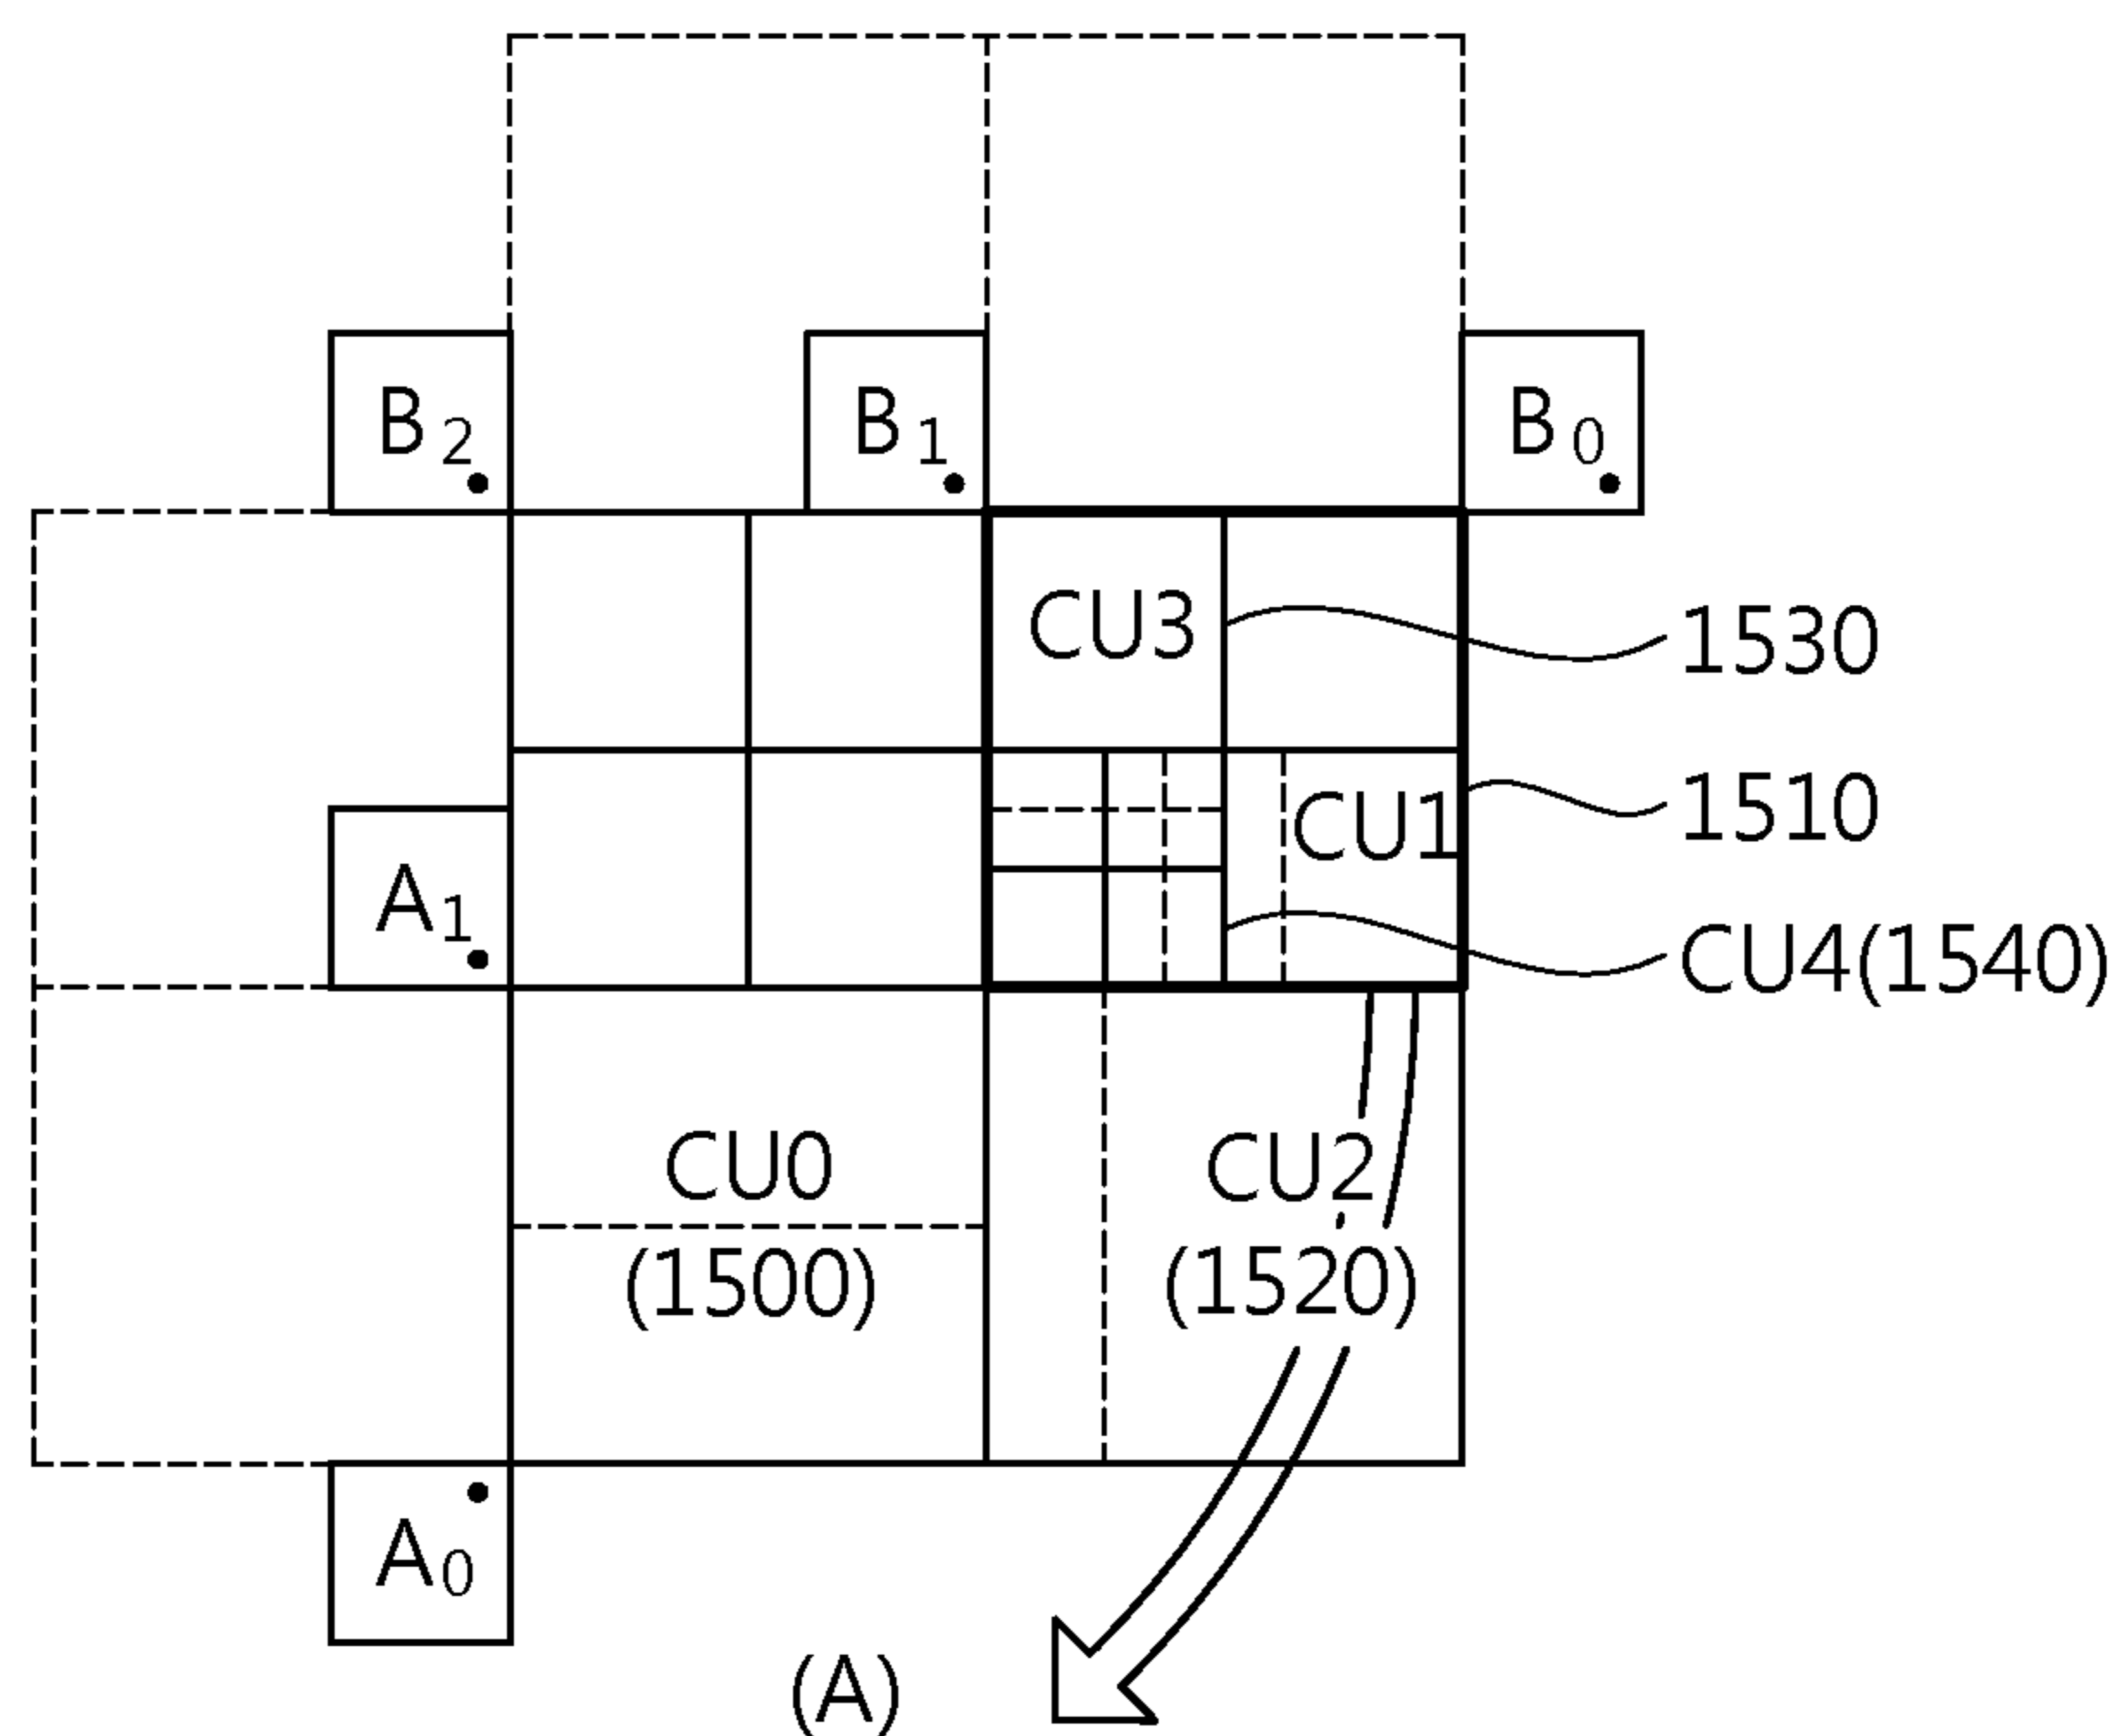 B2
B1
B0
CU3
1530
CU1
1510
A1
CU4(1540)
CU0
(1500)
CU2
(1520)
A0
(A)